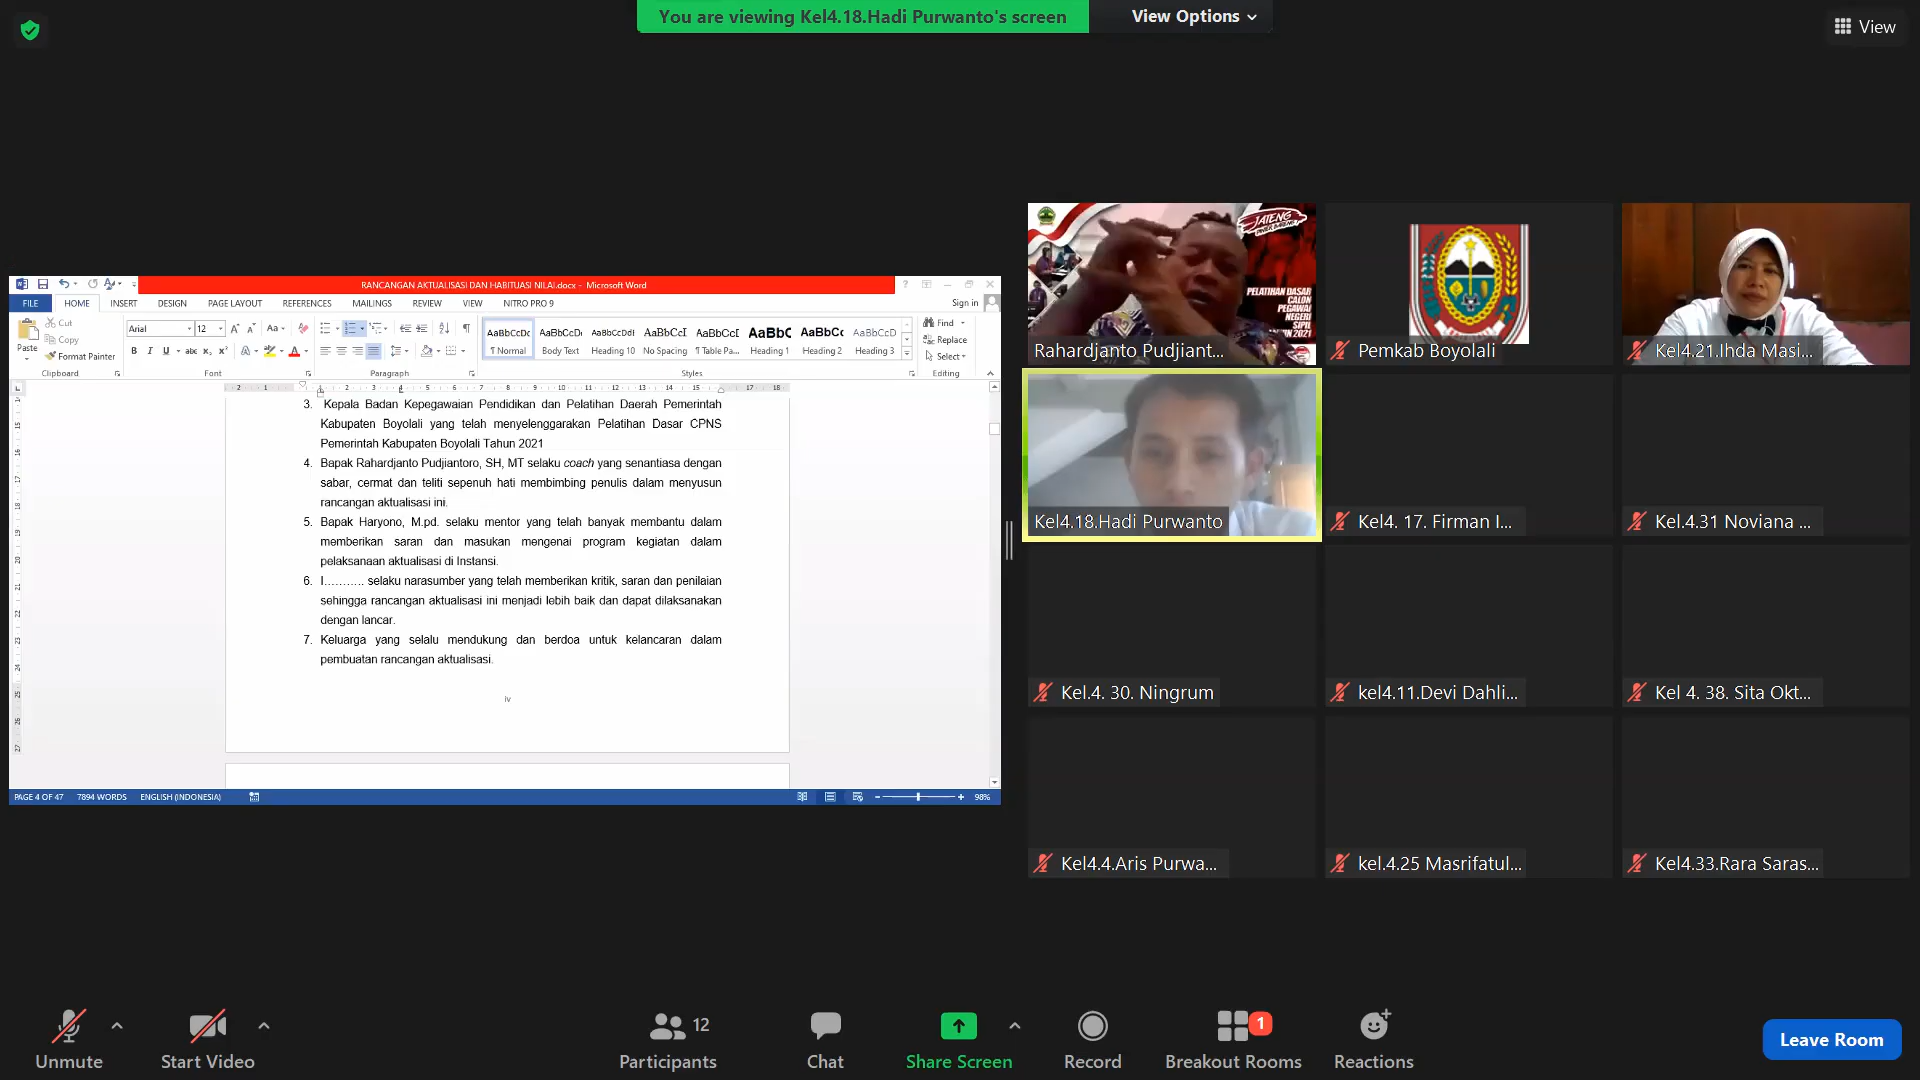 You are viewing Kel4.18.Hadi Purwanto's screen
View Options
View
RANCANGAN AKTUALISASI DAN HABITUASI NILAI.docx - Microsoft Word
FILE HOME INSERT DESIGN PAGE LAYOUT REFERENCES MAILINGS REVIEW VIEW NITRO PRO 9
Sign in
Paste
Cut
Copy
Format Painter
Clipboard
Arial 12
Font
Paragraph
AaBbCcDc AaBbCcDc AaBbCcDdI AaBbCcI AaBbCcI AaBbC AaBbCc AaBbCcD
¶ Normal Body Text Heading 10 No Spacing ¶ Table Pa... Heading 1 Heading 2 Heading 3
Styles
Find
Replace
Select
Editing
3. Kepala Badan Kepegawaian Pendidikan dan Pelatihan Daerah Pemerintah
Kabupaten Boyolali yang telah menyelenggarakan Pelatihan Dasar CPNS
Pemerintah Kabupaten Boyolali Tahun 2021
4. Bapak Rahardjanto Pudjiantoro, SH, MT selaku coach yang senantiasa dengan
sabar, cermat dan teliti sepenuh hati membimbing penulis dalam menyusun
rancangan aktualisasi ini.
5. Bapak Haryono, M.pd. selaku mentor yang telah banyak membantu dalam
memberikan saran dan masukan mengenai program kegiatan dalam
pelaksanaan aktualisasi di Instansi.
6. I........... selaku narasumber yang telah memberikan kritik, saran dan penilaian
sehingga rancangan aktualisasi ini menjadi lebih baik dan dapat dilaksanakan
dengan lancar.
7. Keluarga yang selalu mendukung dan berdoa untuk kelancaran dalam
pembuatan rancangan aktualisasi.
iv
PAGE 4 OF 47 7894 WORDS ENGLISH (INDONESIA) 98%
JATENG
PELATIHAN DASAR
CALON
PEGAWAI NEGERI
SIPIL
Rahardjanto Pudjiant...
Pemkab Boyolali
Kel4.21.Ihda Masi...
Kel4.18.Hadi Purwanto
Kel4. 17. Firman I...
Kel.4.31 Noviana ...
Kel.4. 30. Ningrum
kel4.11.Devi Dahli...
Kel 4. 38. Sita Okt...
Kel4.4.Aris Purwa...
kel.4.25 Masrifatul...
Kel4.33.Rara Saras...
Unmute
Start Video
Participants 12
Chat
Share Screen
Record
Breakout Rooms 1
Reactions
Leave Room